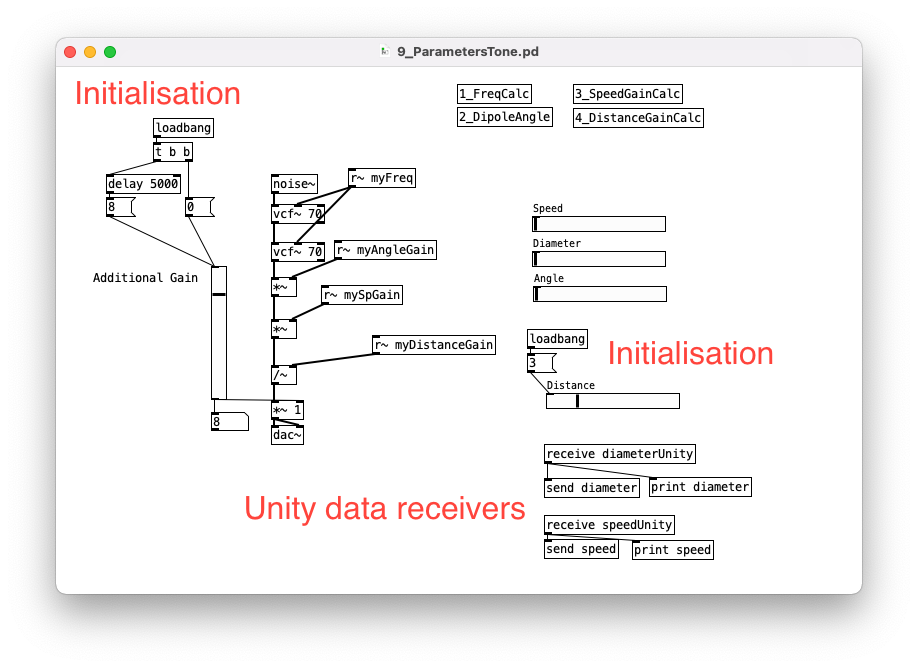 9_ParametersTone.pd
Initialisation
1_FreqCalc
3_SpeedGainCalc
2_DipoleAngle
4_DistanceGainCalc
loadbang
t b b
delay 5000
8
0
noise~
r~ myFreq
vcf~ 70
vcf~ 70
r~ myAngleGain
Additional Gain
*~
r~ mySpGain
*~
r~ myDistanceGain
/~
*~ 1
8
dac~
Speed
Diameter
Angle
loadbang
Initialisation
3
Distance
receive diameterUnity
send diameter
print diameter
Unity data receivers
receive speedUnity
send speed
print speed